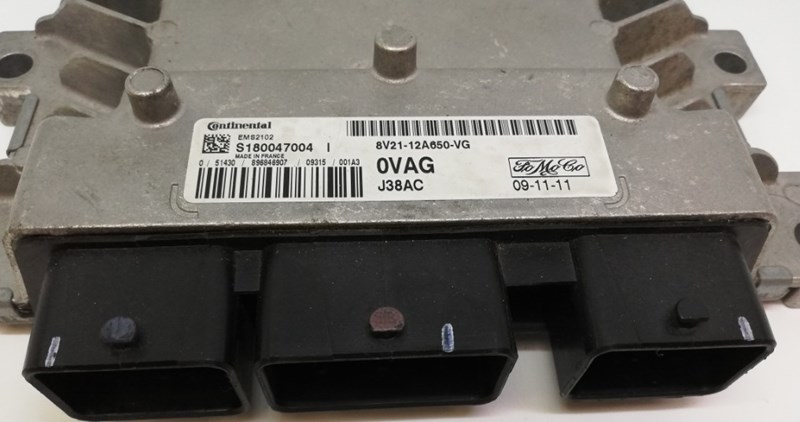 Continental
EMS2102
S180047004 I
MADE IN FRANCE
0 / 51430 / 896846907 / 09315 / 001A3
8V21-12A650-VG
0VAG
J38AC
FoMoCo
09-11-11